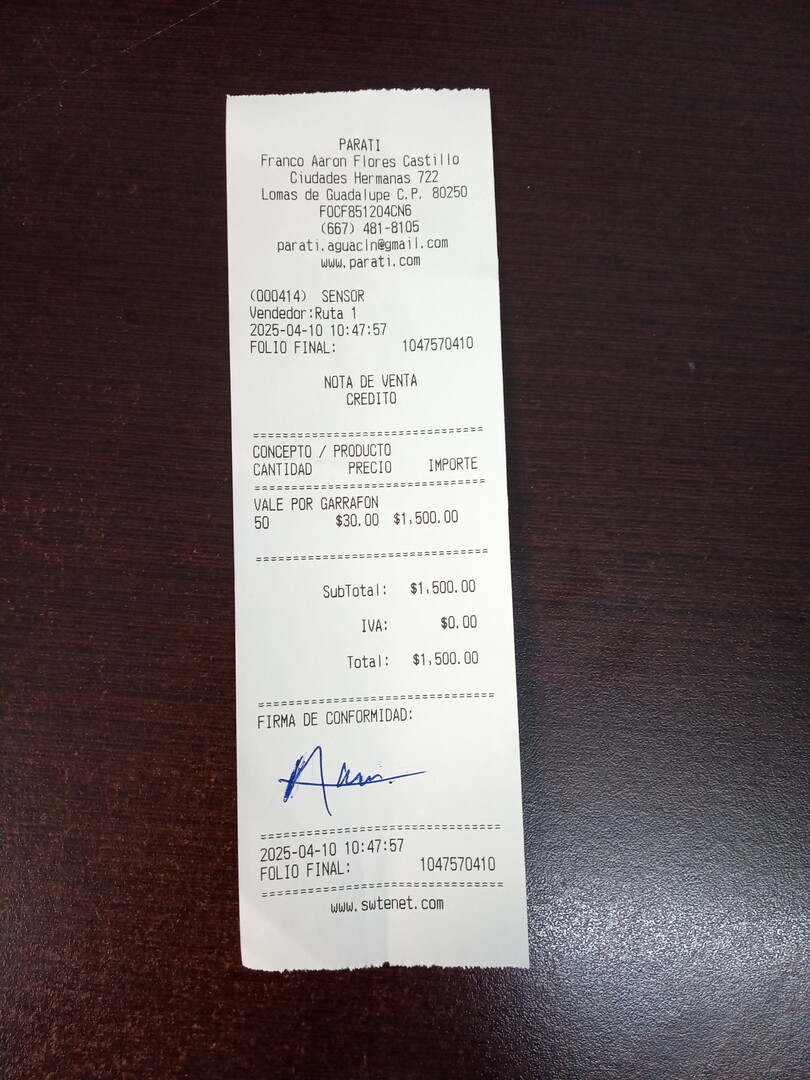 PARATI
Franco Aaron Flores Castillo
Ciudades Hermanas 722
Lomas de Guadalupe C.P. 80250
FOCF851204CN6
(667) 481-8105
parati.aguacln@gmail.com
www.parati.com
(000414) SENSOR
Vendedor:Ruta 1
2025-04-10 10:47:57
FOLIO FINAL: 1047570410
NOTA DE VENTA
CREDITO
CONCEPTO / PRODUCTO
CANTIDAD PRECIO IMPORTE
VALE POR GARRAFON
50 $30.00 $1,500.00
SubTotal: $1,500.00
IVA: $0.00
Total: $1,500.00
FIRMA DE CONFORMIDAD:
2025-04-10 10:47:57
FOLIO FINAL: 1047570410
www.swtenet.com